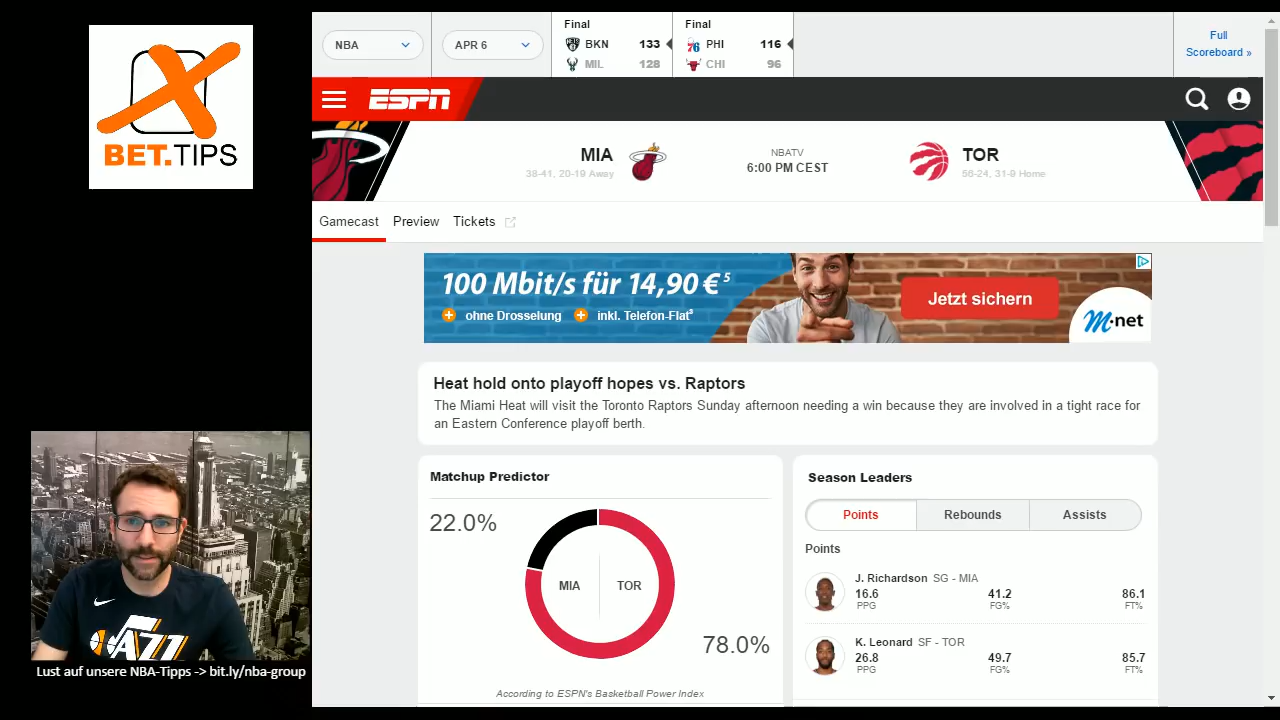 BET.TIPS
NBA
APR 6
Final
BKN 133
MIL 128
Final
PHI 116
CHI 96
Full
Scoreboard »
ESPN
MIA
38-41, 20-19 Away
NBATV
6:00 PM CEST
TOR
56-24, 31-9 Home
Gamecast Preview Tickets
100 Mbit/s für 14,90 € 5
ohne Drosselung inkl. Telefon-Flat³
Jetzt sichern
M-net
Heat hold onto playoff hopes vs. Raptors
The Miami Heat will visit the Toronto Raptors Sunday afternoon needing a win because they are involved in a tight race for
an Eastern Conference playoff berth.
Matchup Predictor
22.0%
MIA TOR
78.0%
According to ESPN's Basketball Power Index
Season Leaders
Points Rebounds Assists
Points
J. Richardson SG - MIA
16.6 41.2 86.1
PPG FG% FT%
K. Leonard SF - TOR
26.8 49.7 85.7
PPG FG% FT%
JAZZ
Lust auf unsere NBA-Tipps -> bit.ly/nba-group